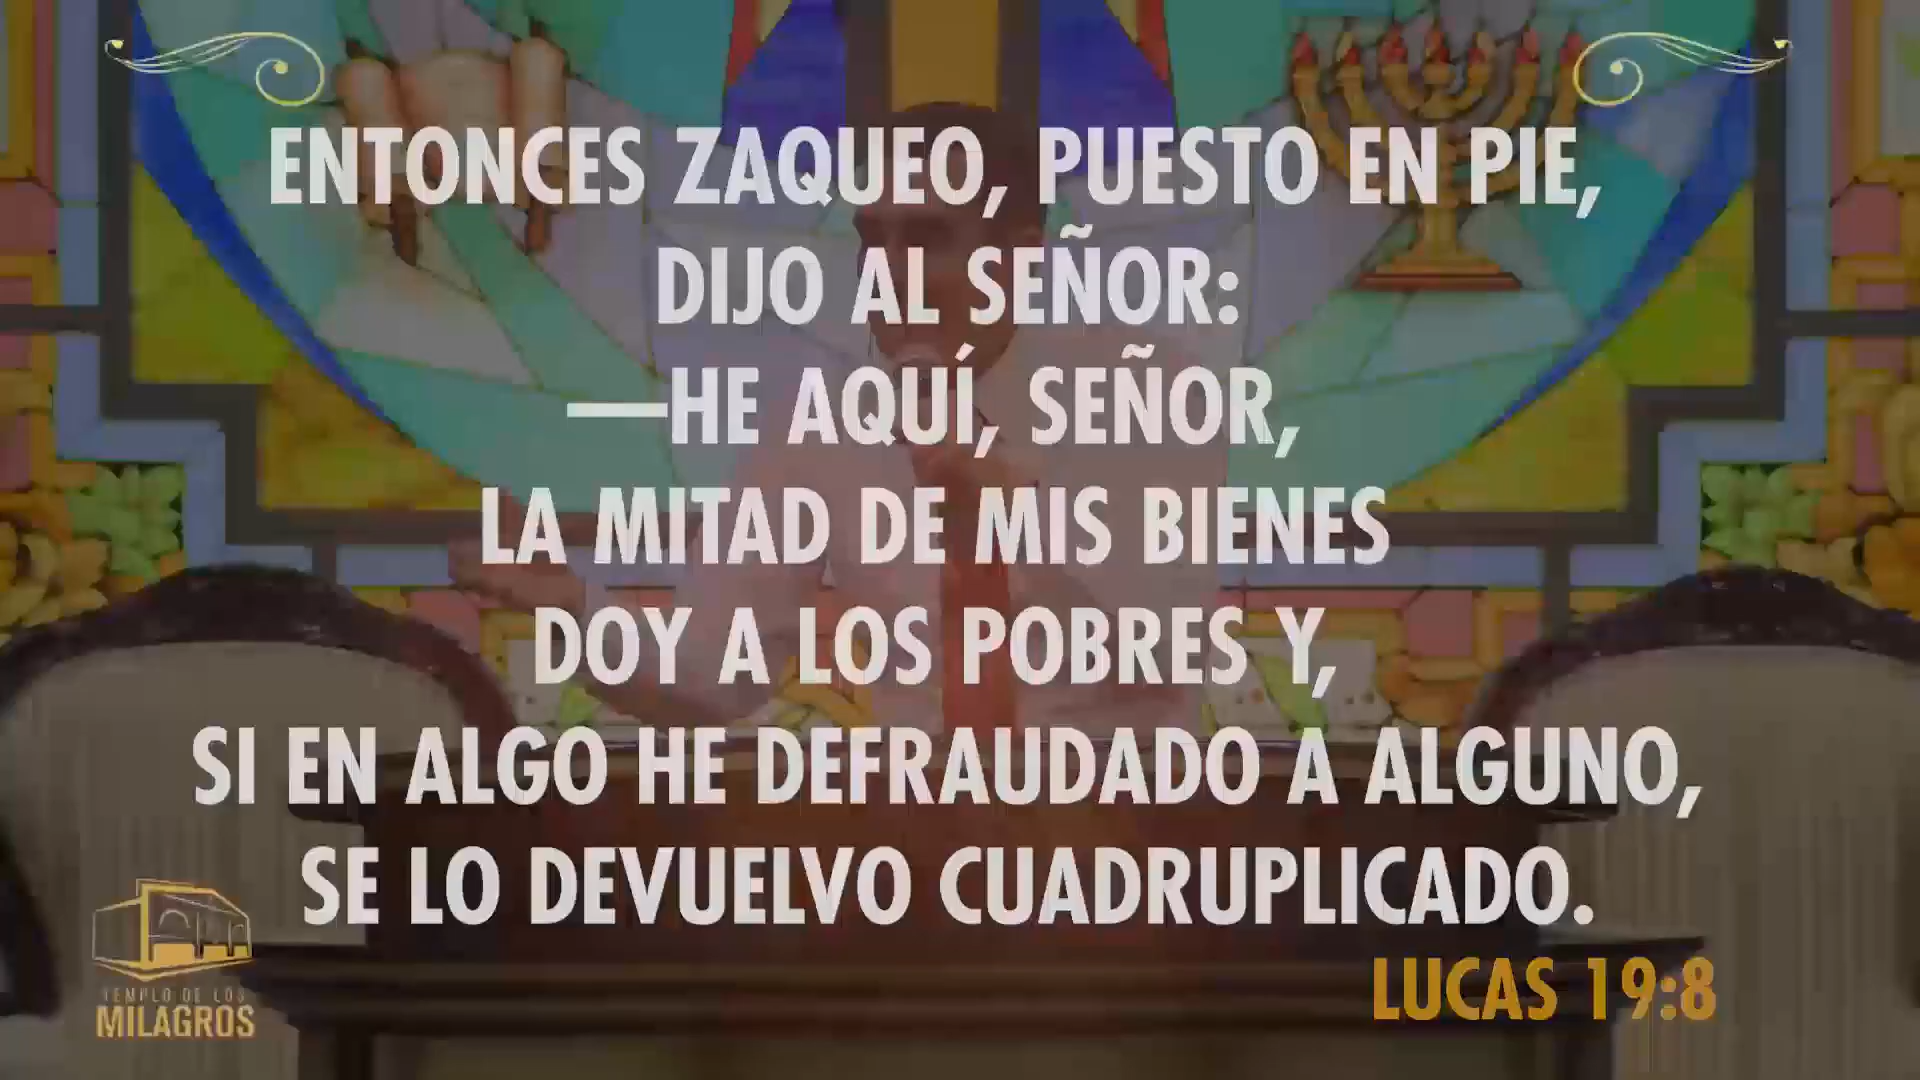 ENTONCES ZAQUEO, PUESTO EN PIE,
DIJO AL SEÑOR:
—HE AQUÍ, SEÑOR,
LA MITAD DE MIS BIENES
DOY A LOS POBRES Y,
SI EN ALGO HE DEFRAUDADO A ALGUNO,
SE LO DEVUELVO CUADRUPLICADO.
LUCAS 19:8
TEMPLO DE LOS
MILAGROS